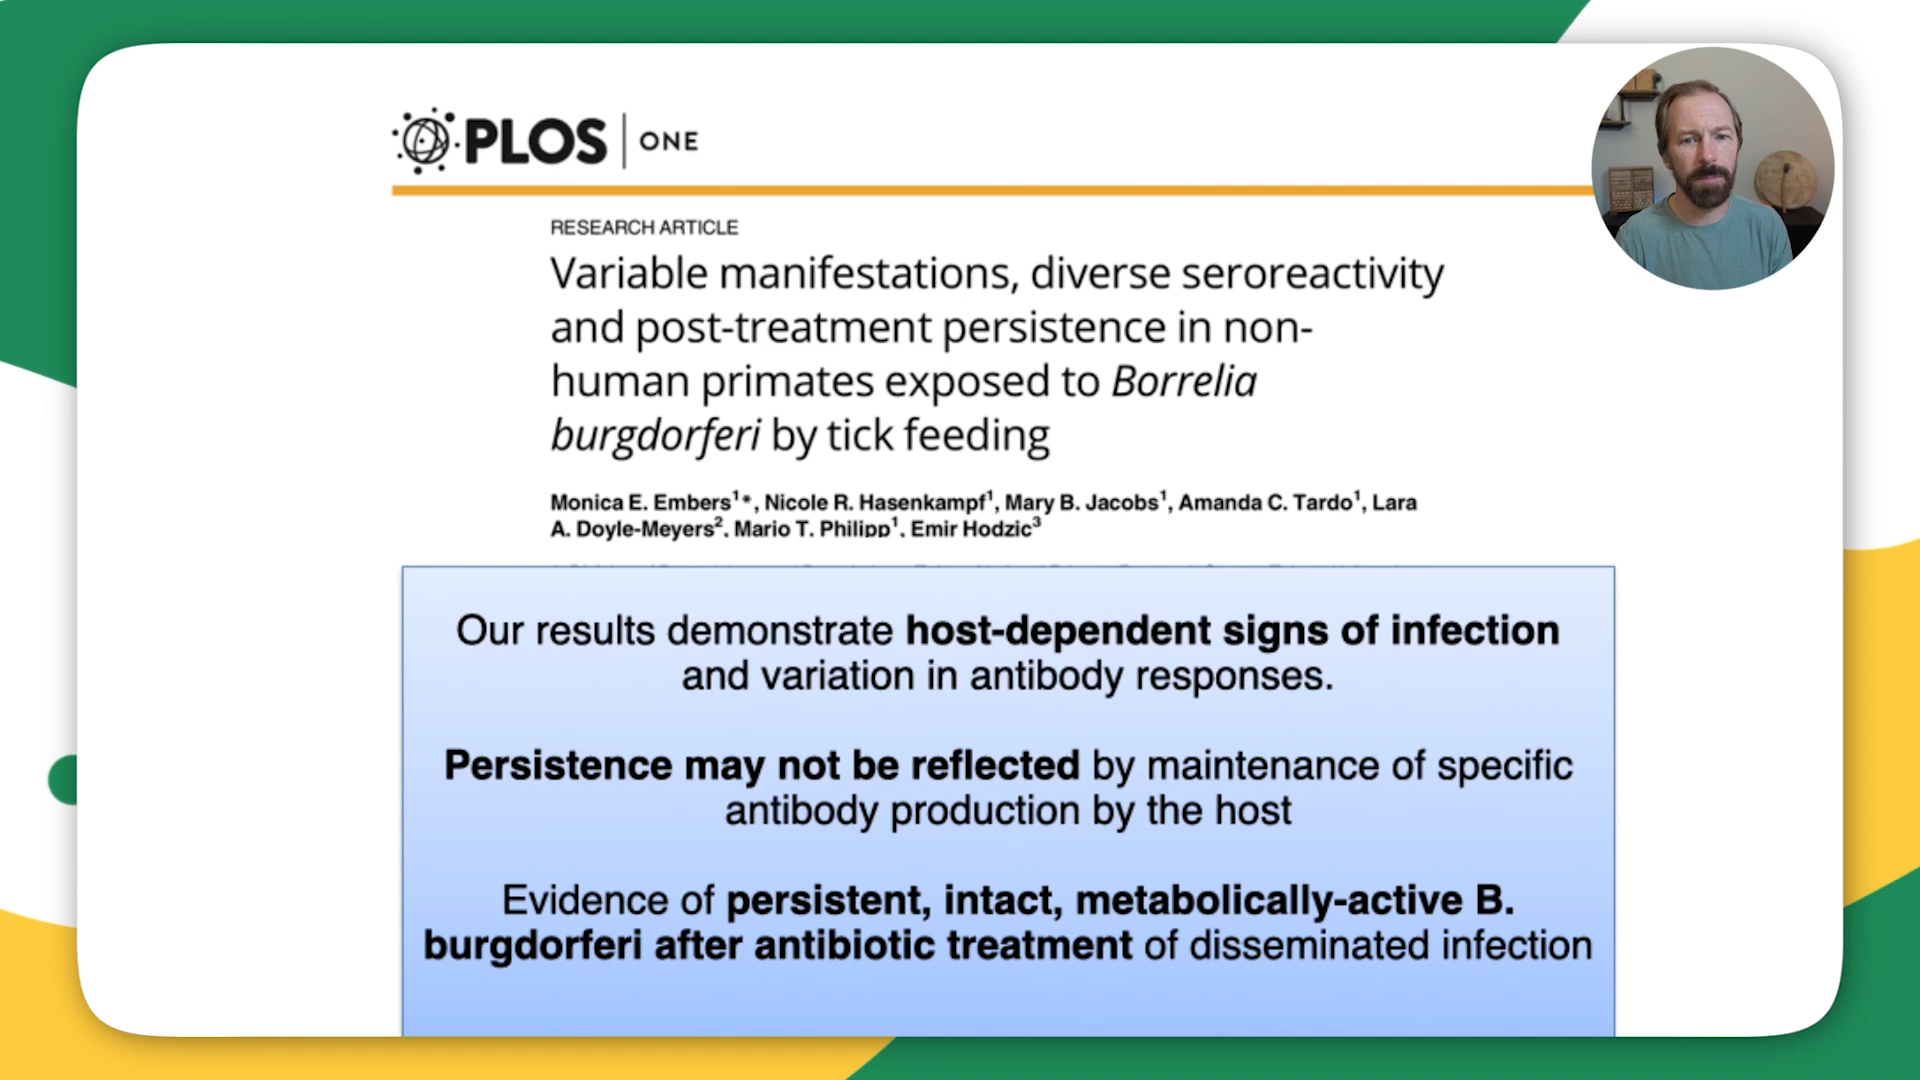 PLOS ONE
RESEARCH ARTICLE
Variable manifestations, diverse seroreactivity
and post-treatment persistence in non-
human primates exposed to Borrelia
burgdorferi by tick feeding
Monica E. Embers1*, Nicole R. Hasenkampf1, Mary B. Jacobs1, Amanda C. Tardo1, Lara
A. Doyle-Meyers2, Mario T. Philipp1, Emir Hodzic3
Our results demonstrate host-dependent signs of infection
and variation in antibody responses.
Persistence may not be reflected by maintenance of specific
antibody production by the host
Evidence of persistent, intact, metabolically-active B.
burgdorferi after antibiotic treatment of disseminated infection